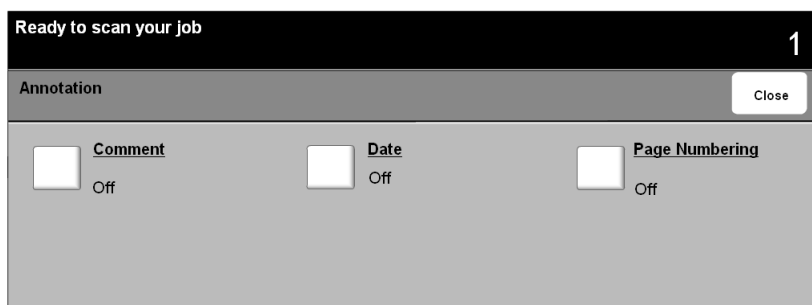 Ready to scan your job
1
Annotation
Close
Comment
Off
Date
Off
Page Numbering
Off